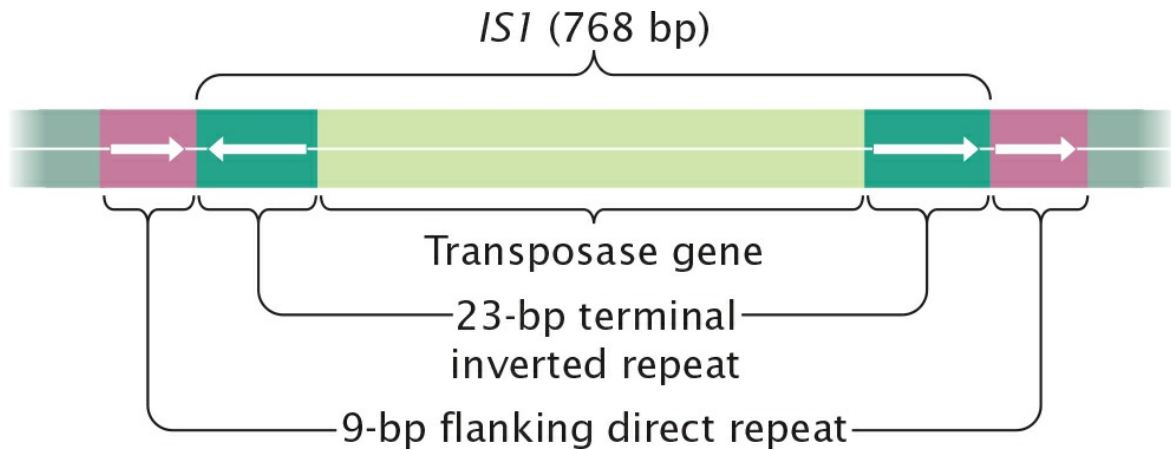 IS1 (768 bp)
Transposase gene
23-bp terminal
inverted repeat
9-bp flanking direct repeat